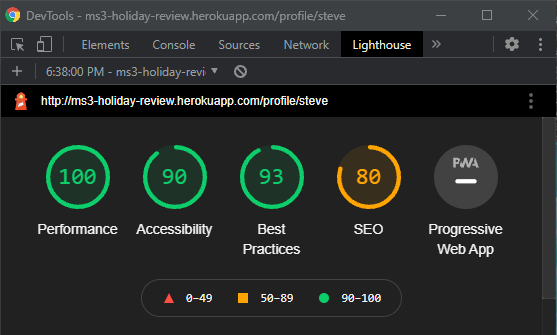 DevTools - ms3-holiday-review.herokuapp.com/profile/steve
Elements Console Sources Network Lighthouse »
6:38:00 PM - ms3-holiday-revi
http://ms3-holiday-review.herokuapp.com/profile/steve
100 90 93 80 PWA
Performance Accessibility Best Practices SEO Progressive Web App
0-49 50-89 90-100